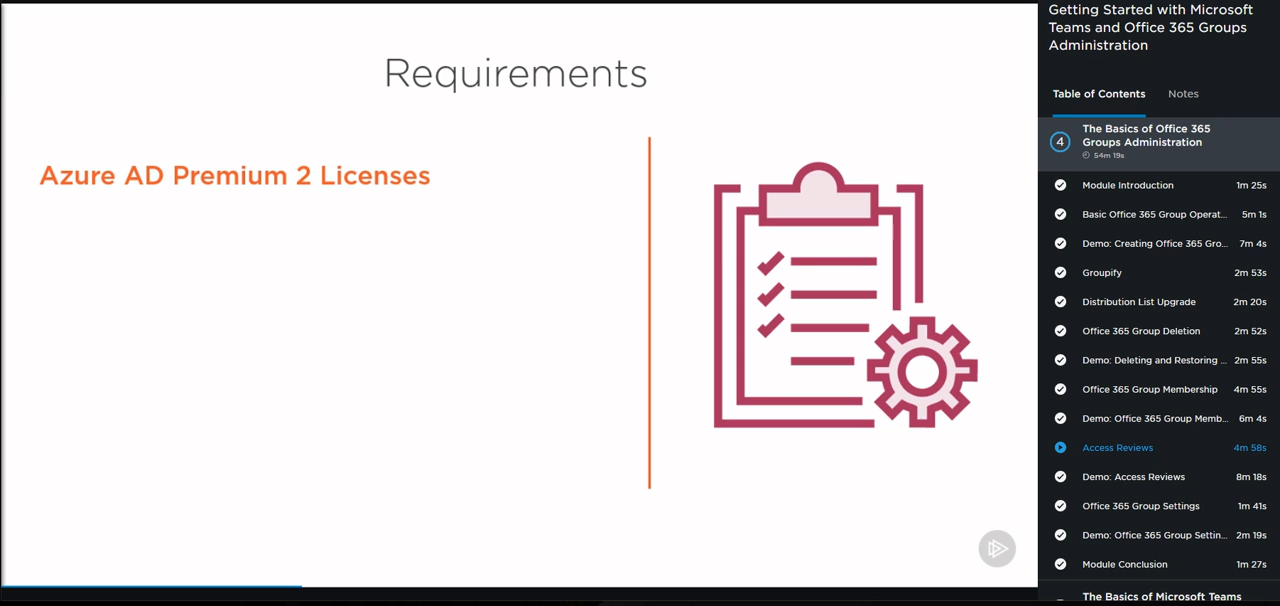 Requirements
Azure AD Premium 2 Licenses
Getting Started with Microsoft
Teams and Office 365 Groups
Administration
Table of Contents
Notes
4
The Basics of Office 365
Groups Administration
54m 19s
Module Introduction 1m 25s
Basic Office 365 Group Operat... 5m 1s
Demo: Creating Office 365 Gro... 7m 4s
Groupify 2m 53s
Distribution List Upgrade 2m 20s
Office 365 Group Deletion 2m 52s
Demo: Deleting and Restoring ... 2m 55s
Office 365 Group Membership 4m 55s
Demo: Office 365 Group Memb... 6m 4s
Access Reviews 4m 58s
Demo: Access Reviews 8m 18s
Office 365 Group Settings 1m 41s
Demo: Office 365 Group Settin... 2m 19s
Module Conclusion 1m 27s
The Basics of Microsoft Teams